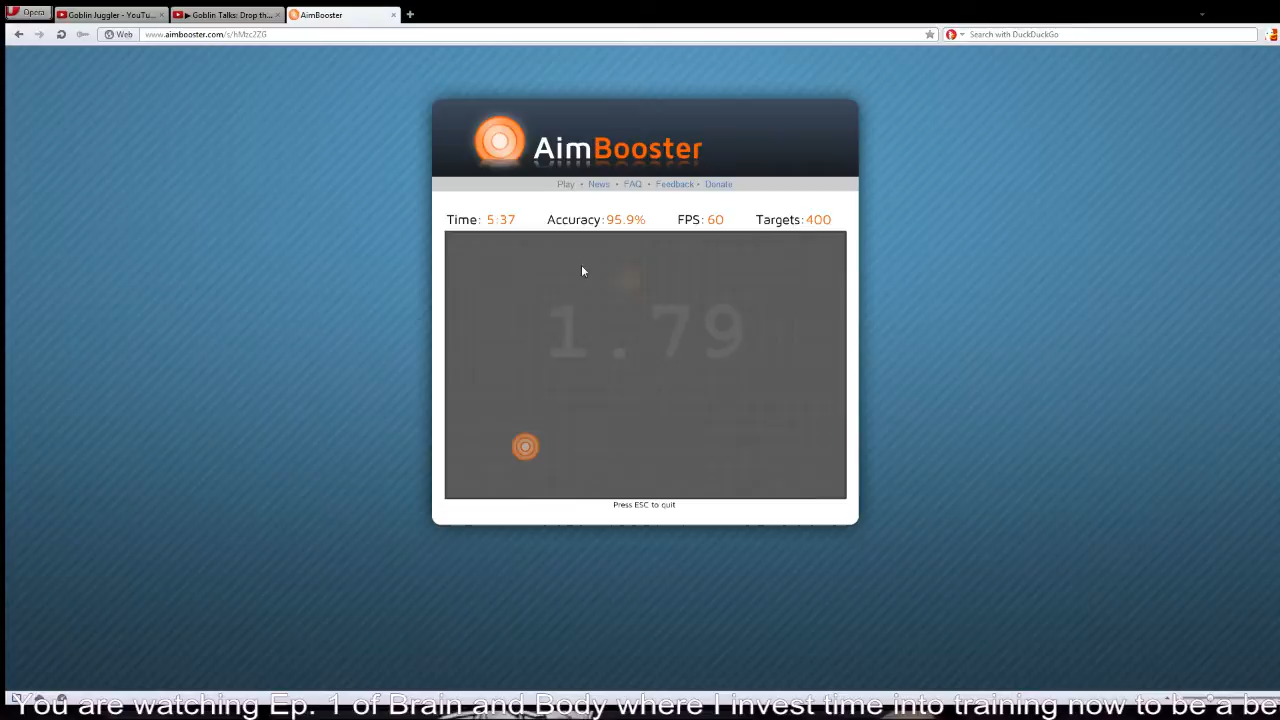 Opera
Goblin Juggler - YouTu...
▶ Goblin Talks: Drop th...
AimBooster
Web
www.aimbooster.com/s/hMzc2ZG
Search with DuckDuckGo
AimBooster
Play • News • FAQ • Feedback • Donate
Time: 5:37 Accuracy: 95.9% FPS: 60 Targets: 400
1.79
Press ESC to quit
You are watching Ep. 1 of Brain and Body where I invest time into training now to be a be